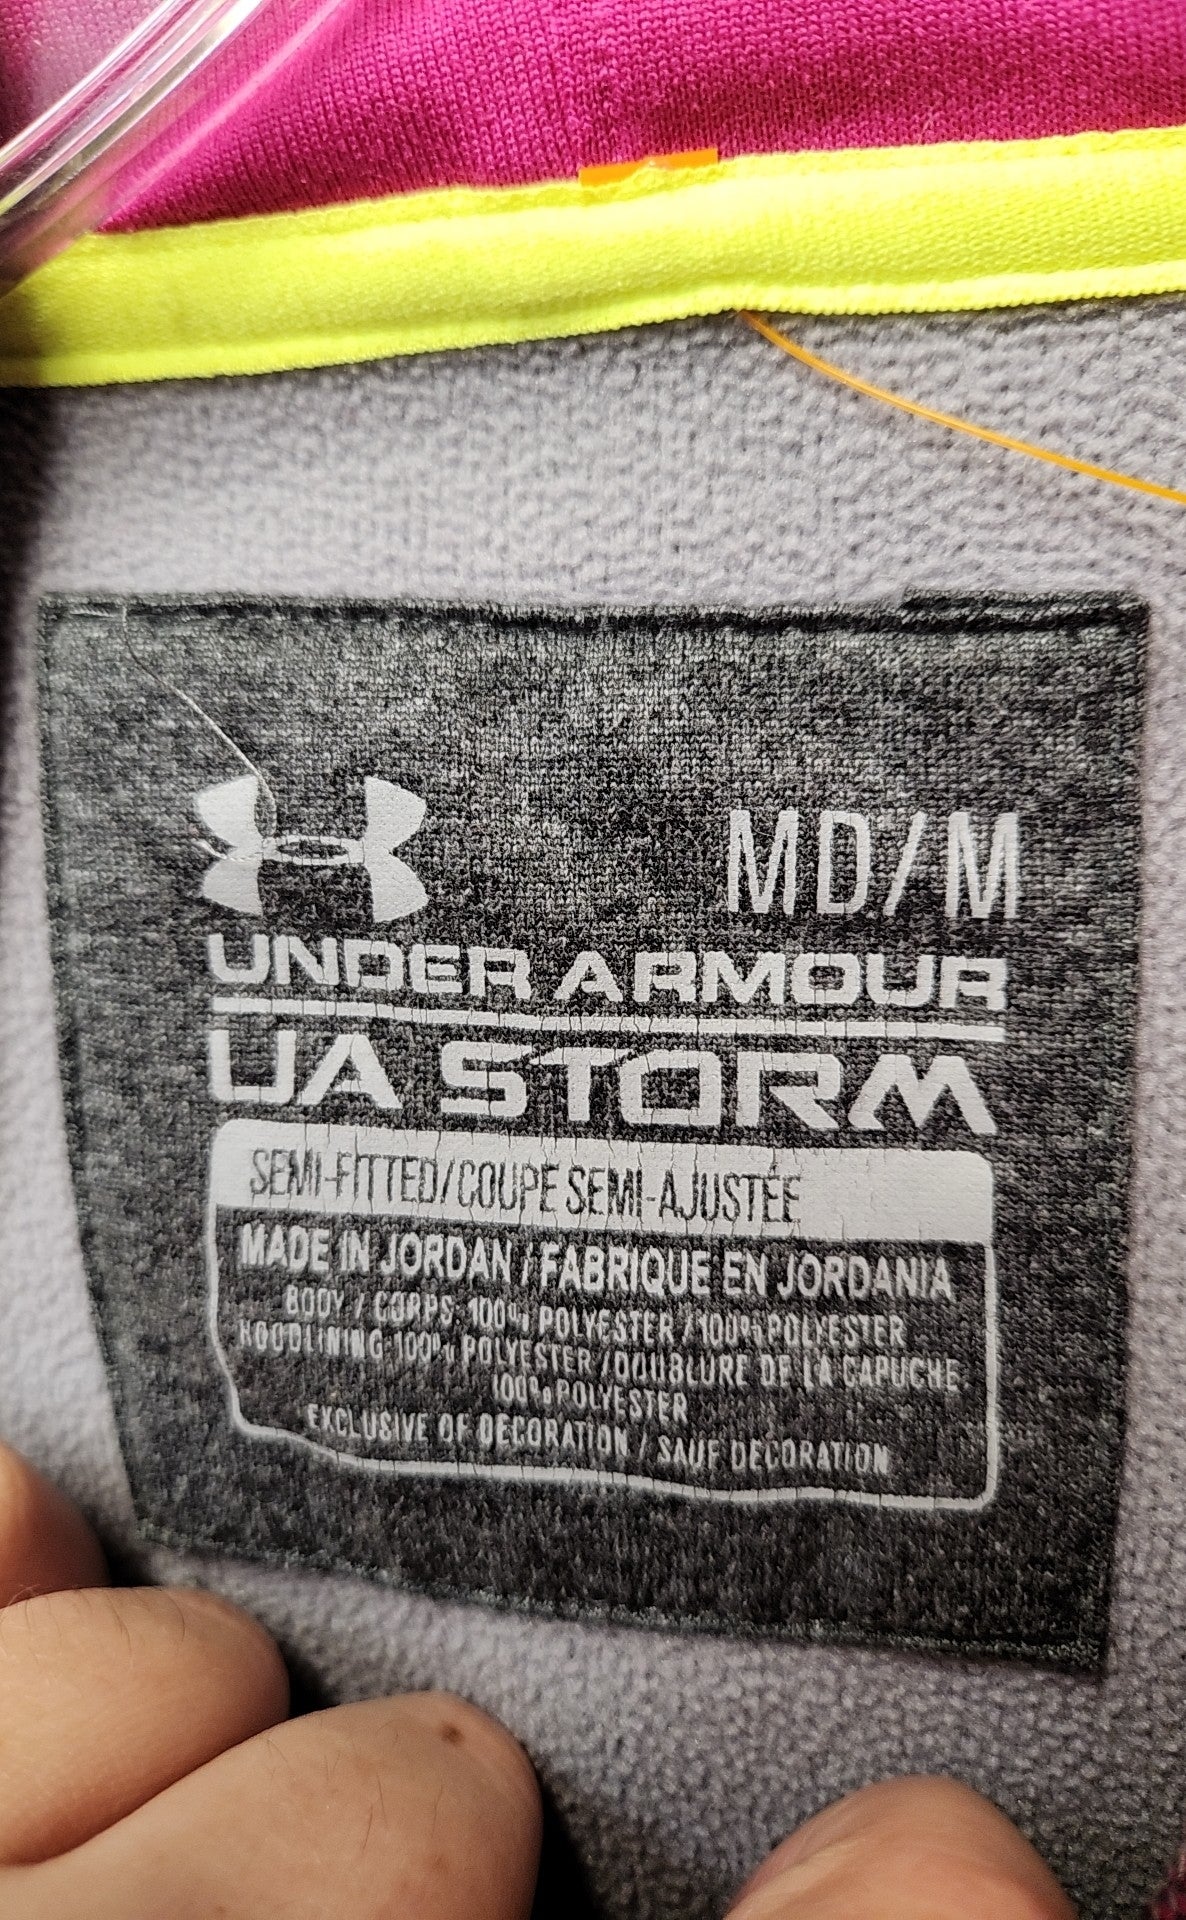 MD/M
UNDER ARMOUR
UA STORM
SEMI-FITTED/COUPE SEMI-AJUSTÉE
MADE IN JORDAN / FABRIQUE EN JORDANIA
BODY / CORPS: 100% POLYESTER / 100% POLYESTER
HOODLINING:100% POLYESTER / DOUBLURE DE LA CAPUCHE
100% POLYESTER
EXCLUSIVE OF DECORATION / SAUF DECORATION